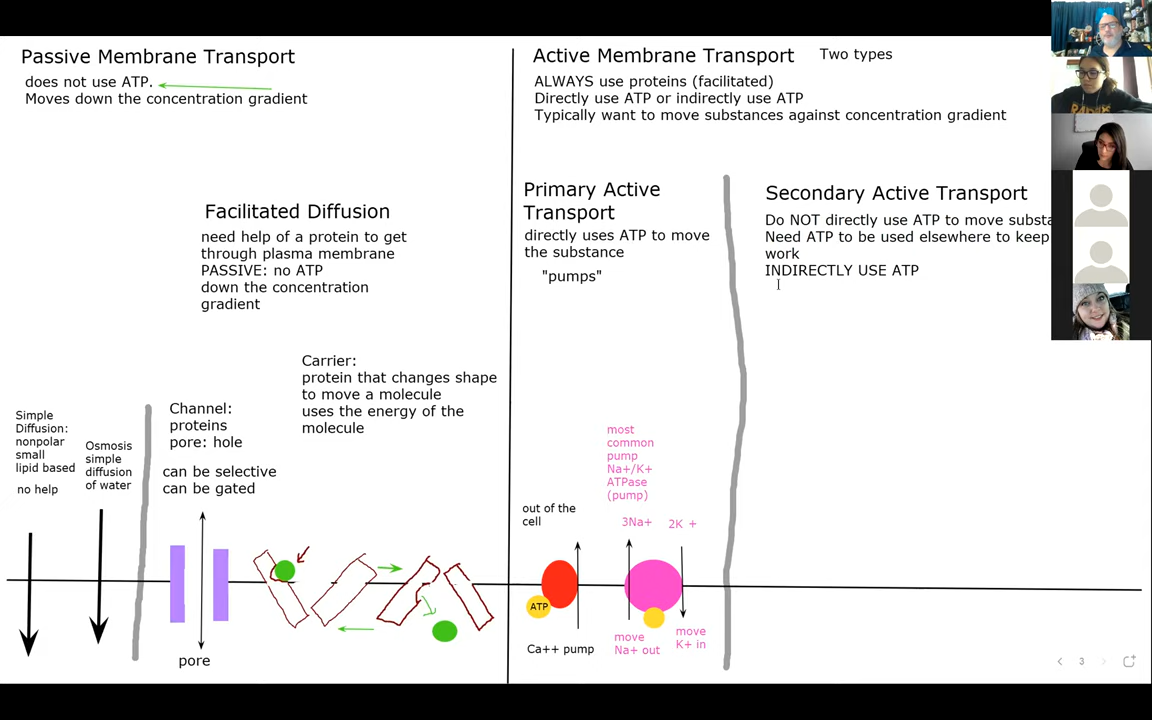 Passive Membrane Transport
does not use ATP.
Moves down the concentration gradient
Facilitated Diffusion
need help of a protein to get
through plasma membrane
PASSIVE: no ATP
down the concentration
gradient
Carrier:
protein that changes shape
to move a molecule
uses the energy of the
molecule
Simple
Diffusion:
nonpolar
small
lipid based
no help
Osmosis
simple
diffusion
of water
Channel:
proteins
pore: hole
can be selective
can be gated
pore
Active Membrane Transport
Two types
ALWAYS use proteins (facilitated)
Directly use ATP or indirectly use ATP
Typically want to move substances against concentration gradient
Primary Active
Transport
directly uses ATP to move
the substance
"pumps"
most
common
pump
Na+/K+
ATPase
(pump)
out of the
cell
3Na+
2K +
ATP
Ca++ pump
move
Na+ out
move
K+ in
Secondary Active Transport
Do NOT directly use ATP to move substa
Need ATP to be used elsewhere to keep
work
INDIRECTLY USE ATP
3